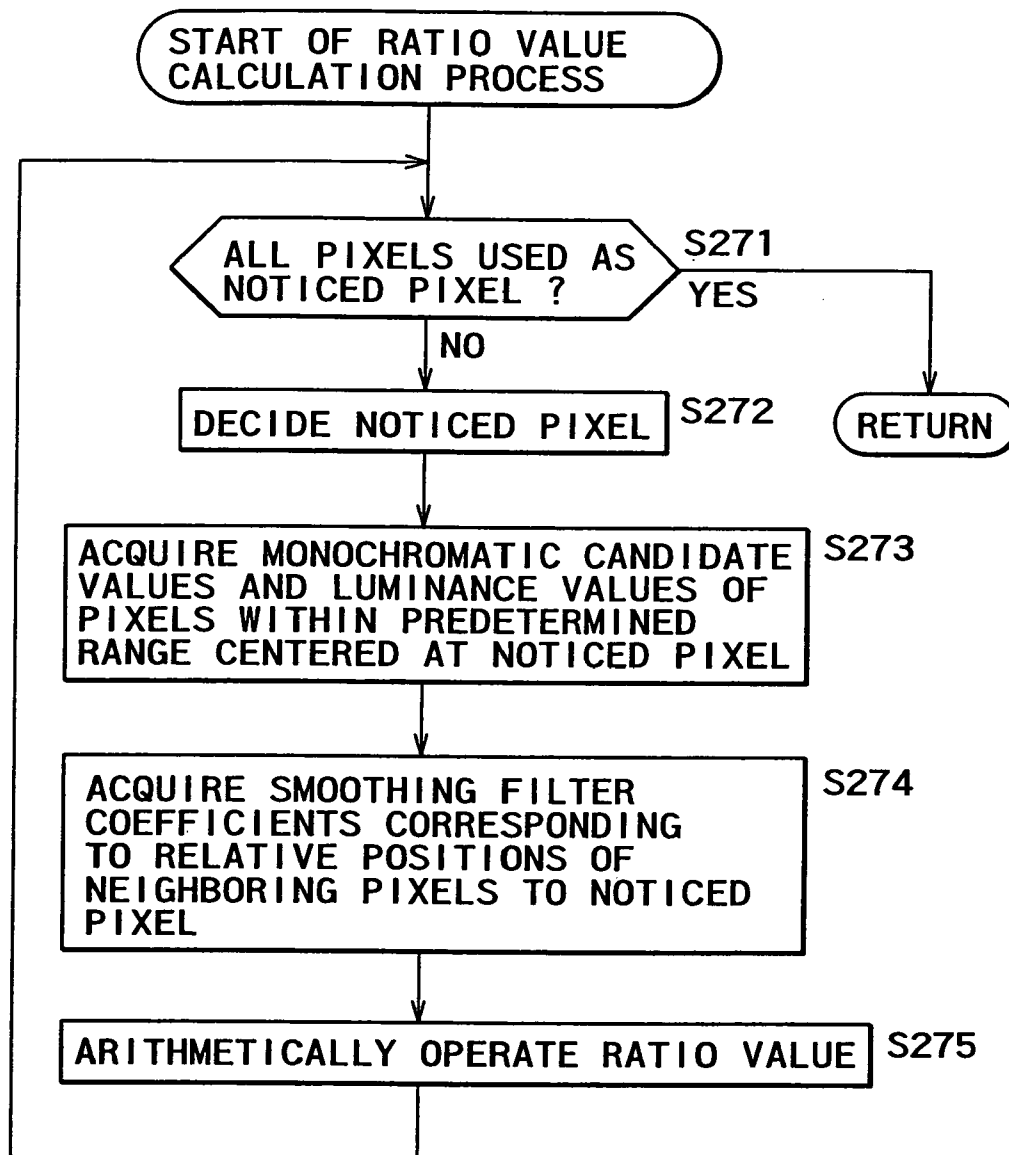 START OF RATIO VALUE
CALCULATION PROCESS
ALL PIXELS USED AS
NOTICED PIXEL ?
S271
YES
NO
DECIDE NOTICED PIXEL
S272
RETURN
ACQUIRE MONOCHROMATIC CANDIDATE
VALUES AND LUMINANCE VALUES OF
PIXELS WITHIN PREDETERMINED
RANGE CENTERED AT NOTICED PIXEL
S273
ACQUIRE SMOOTHING FILTER
COEFFICIENTS CORRESPONDING
TO RELATIVE POSITIONS OF
NEIGHBORING PIXELS TO NOTICED
PIXEL
S274
ARITHMETICALLY OPERATE RATIO VALUE
S275